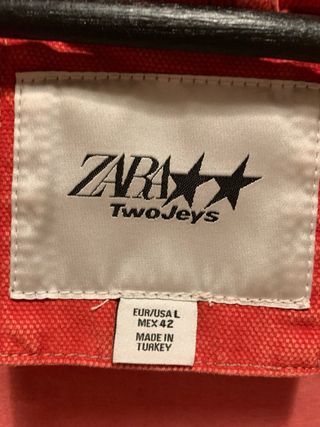 ZARA★★
TwoJeys
EUR/USA L
MEX 42
MADE IN
TURKEY